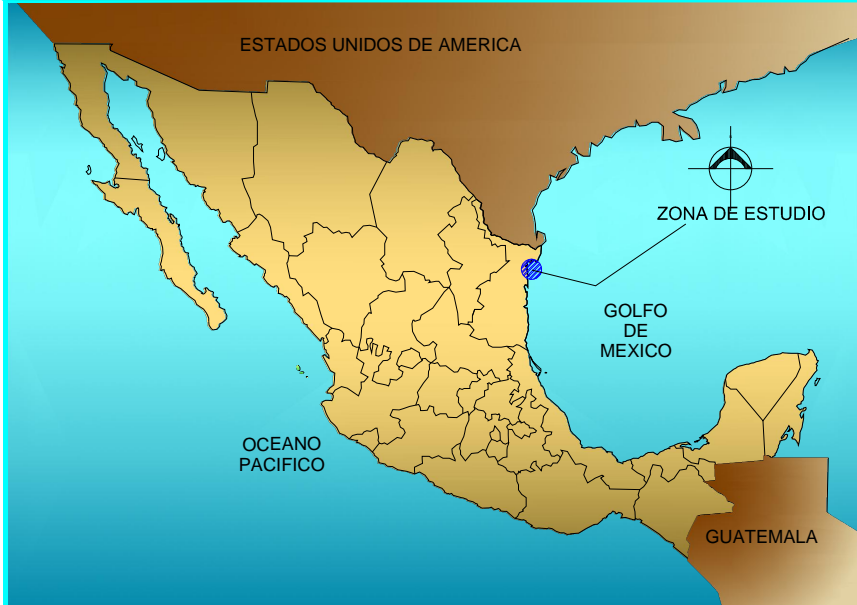 ESTADOS UNIDOS DE AMERICA
ZONA DE ESTUDIO
GOLFO
DE
MEXICO
OCEANO
PACIFICO
GUATEMALA